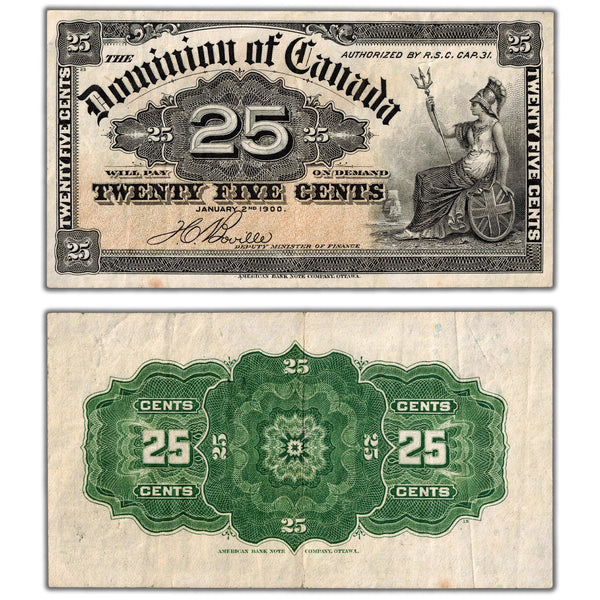 25 25
THE Dominion of Canada
AUTHORIZED BY R.S.C. CAP. 31.
TWENTY FIVE CENTS
25 25 25
TWENTY FIVE CENTS
WILL PAY ON DEMAND
TWENTY FIVE CENTS
JANUARY 2ND 1900.
J C Boville
DEPUTY MINISTER OF FINANCE
25 25
AMERICAN BANK NOTE COMPANY, OTTAWA.
25
CENTS CENTS
25 25 25 25
CENTS CENTS
25
AMERICAN BANK NOTE COMPANY, OTTAWA.